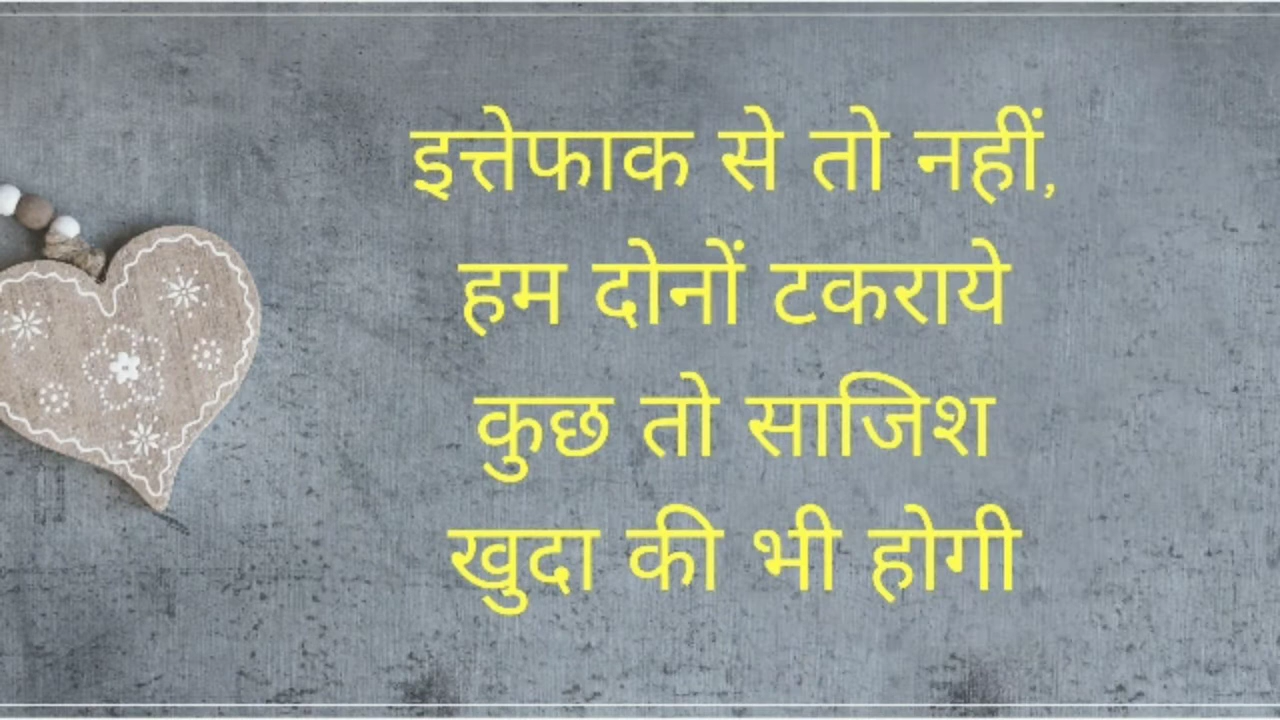 इत्तेफाक से तो नहीं,
हम दोनों टकराये
कुछ तो साजिश
खुदा की भी होगी